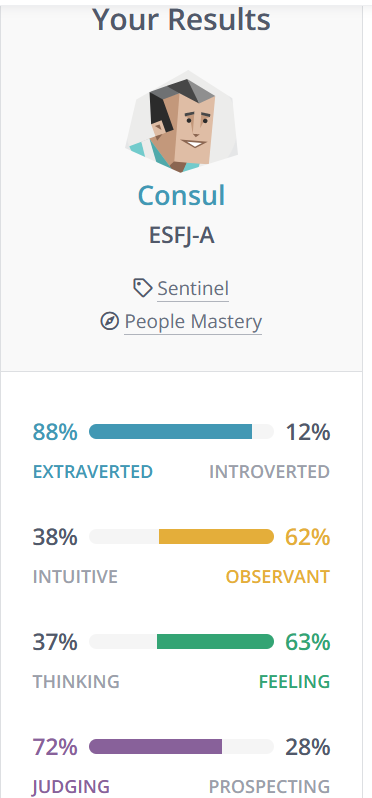 Your Results
Consul
ESFJ-A
Sentinel
People Mastery
88% 12%
EXTRAVERTED INTROVERTED
38% 62%
INTUITIVE OBSERVANT
37% 63%
THINKING FEELING
72% 28%
JUDGING PROSPECTING